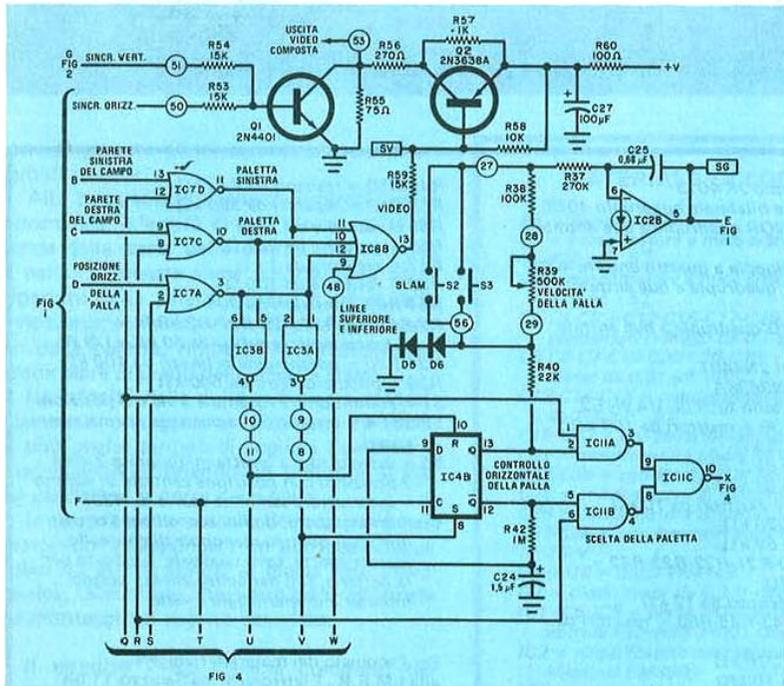 G
FIG
2
SINCR. VERT.
51
R54
15K
SINCR. ORIZZ.
50
R53
15K
USCITA
VIDEO
COMPOSTA
53
Q1
2N4401
R55
75Ω
R56
270Ω
R57
1K
Q2
2N3638A
R60
100Ω
+V
C27
100µF
SV
R58
10K
R59
15K
VIDEO
27
R37
270K
C25
SG
IC2B
6
5
1
E
FIG
1
R38
100K
28
R39
500K
VELOCITA'
DELLA PALLA
29
R40
22K
SLAM
S2
S3
56
D5
D6
PARETE
SINISTRA
DEL CAMPO
B
13
12
IC7D
11
PALETTA
SINISTRA
PARETE
DESTRA
DEL CAMPO
C
9
8
IC7C
10
PALETTA
DESTRA
D
POSIZIONE
ORIZZ.
DELLA
PALLA
2
IC7A
3
FIG
1
11
10
12
9
IC8B
13
48
LINEE
SUPERIORE
E INFERIORE
6
5
IC3B
4
2
1
IC3A
3
10
11
9
8
F
9
D
10
R
Q
13
IC4B
11
C
S
8
Q
12
CONTROLLO
ORIZZONTALE
DELLA PALLA
R42
1M
C24
1,5µF
1
2
IC11A
3
5
6
IC11B
4
9
8
IC11C
10
X
FIG
4
SCELTA DELLA PALETTA
Q R S T U V W
FIG 4